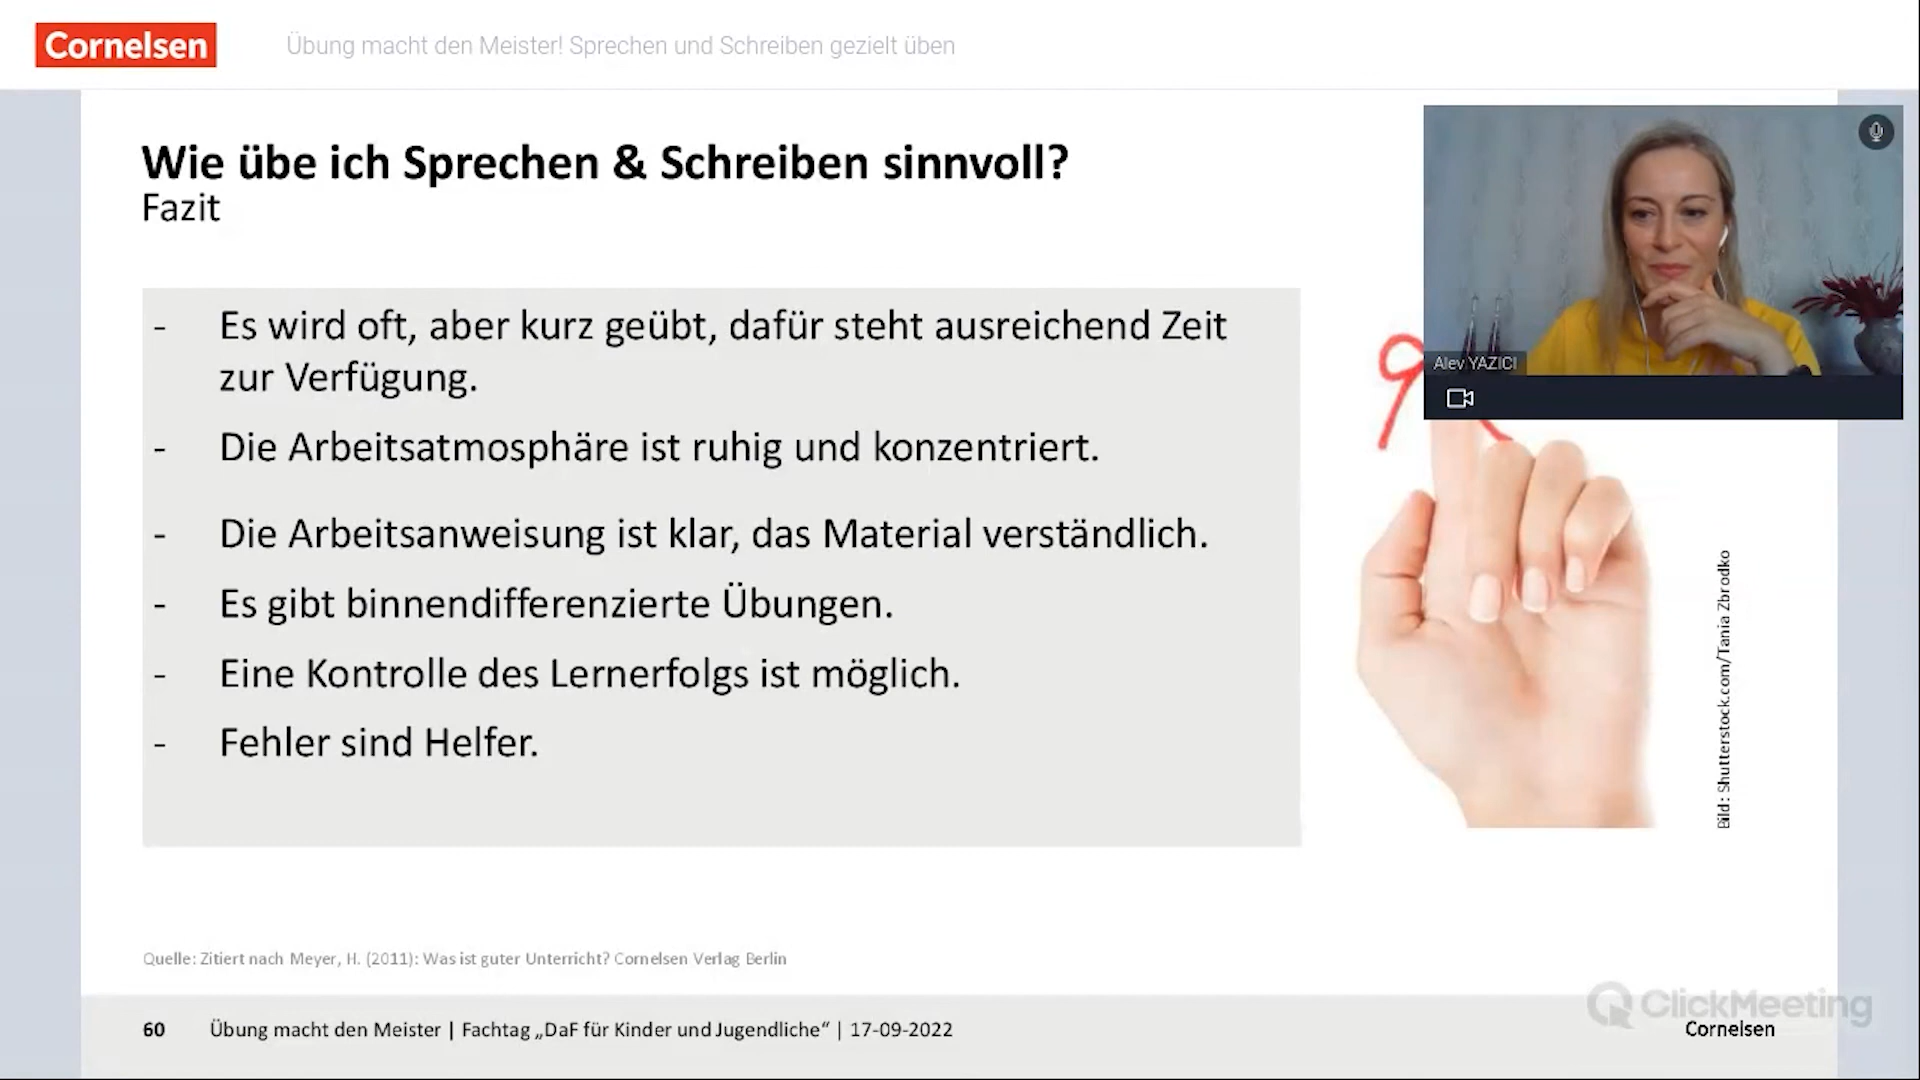 Cornelsen
Übung macht den Meister! Sprechen und Schreiben gezielt üben
Wie übe ich Sprechen & Schreiben sinnvoll?
Fazit
- Es wird oft, aber kurz geübt, dafür steht ausreichend Zeit
zur Verfügung.
- Die Arbeitsatmosphäre ist ruhig und konzentriert.
- Die Arbeitsanweisung ist klar, das Material verständlich.
- Es gibt binnendifferenzierte Übungen.
- Eine Kontrolle des Lernerfolgs ist möglich.
- Fehler sind Helfer.
Alev YAZICI
Bild: Shutterstock.com/Tania Zbrodko
Quelle: Zitiert nach Meyer, H. (2011): Was ist guter Unterricht? Cornelsen Verlag Berlin
ClickMeeting
60 Übung macht den Meister | Fachtag „DaF für Kinder und Jugendliche“ | 17-09-2022
Cornelsen